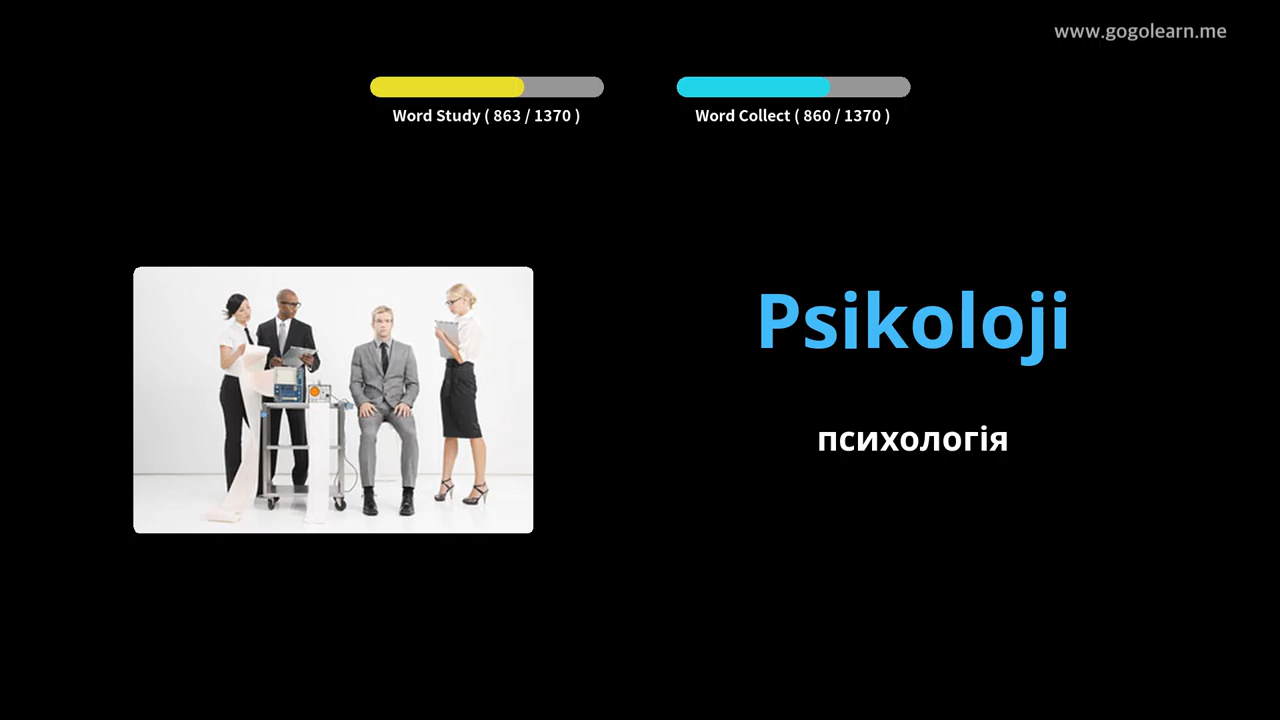 www.gogolearn.me
Word Study ( 863 / 1370 )
Word Collect ( 860 / 1370 )
Psikoloji
психологія